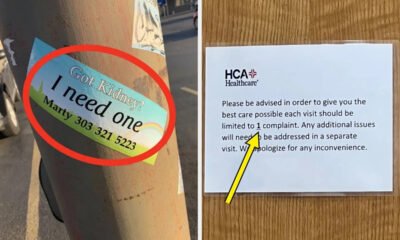 Got Kidney?
I need one
Marty 303 321 5223
HCA
Healthcare
Please be advised in order to give you the
best care possible each visit should be
limited to 1 complaint. Any additional issues
will need to be addressed in a separate
visit. We apologize for any inconvenience.